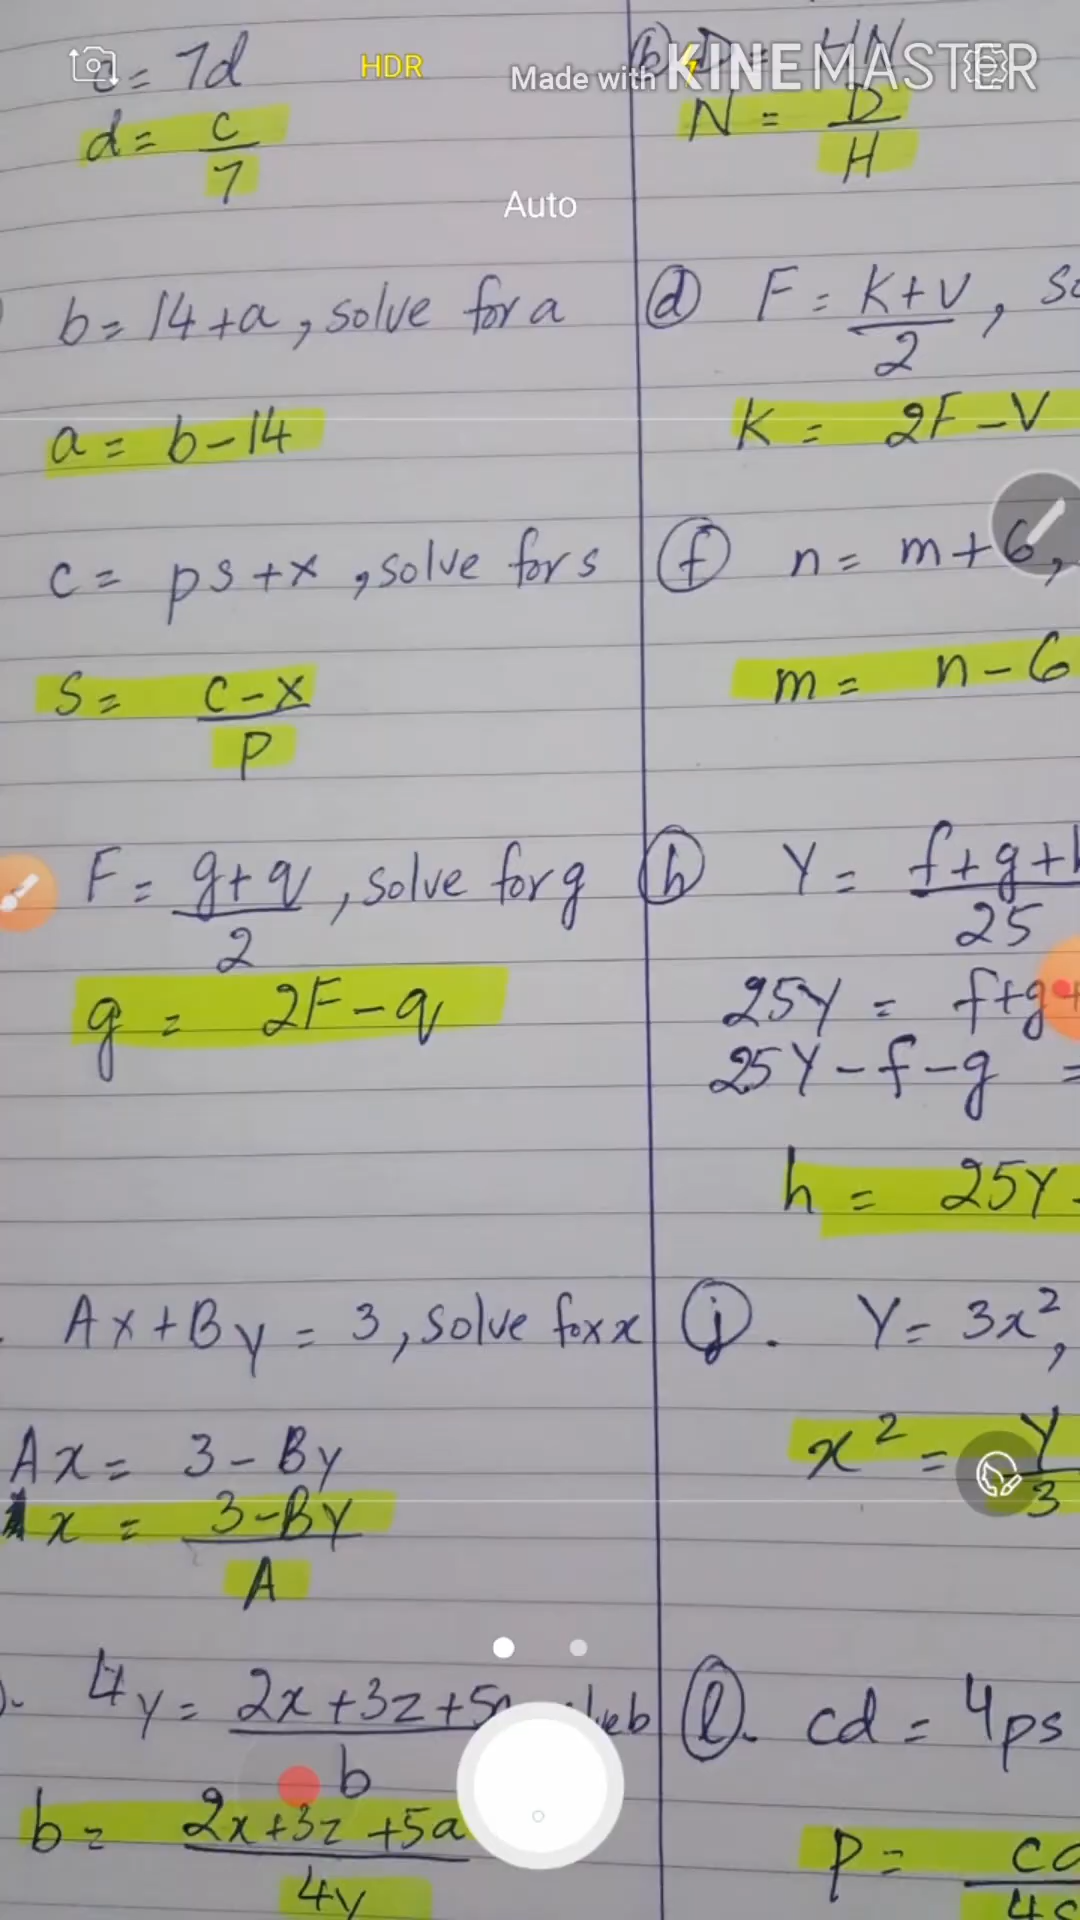 HDR
Made with KINEMASTER
Auto
c = 7d
d = c/7
b = 14+a, solve for a
a = b-14
c = ps+x, solve for s
s = c-x/p
F = g+q/2, solve for g
g = 2F-q
Ax+By = 3, solve for x
Ax = 3-By
x = 3-By/A
4y = 2x+3z+5a/b
b = 2x+3z+5a/4y
(b) D = HN
N = D/H
(d) F = K+V/2,
K = 2F-V
(f) n = m+6,
m = n-6
(h) Y = f+g+h/25
25Y = f+g+
25Y-f-g =
h = 25Y-
(j). Y = 3x²,
x² = Y/3
(l). cd = 4ps
p =